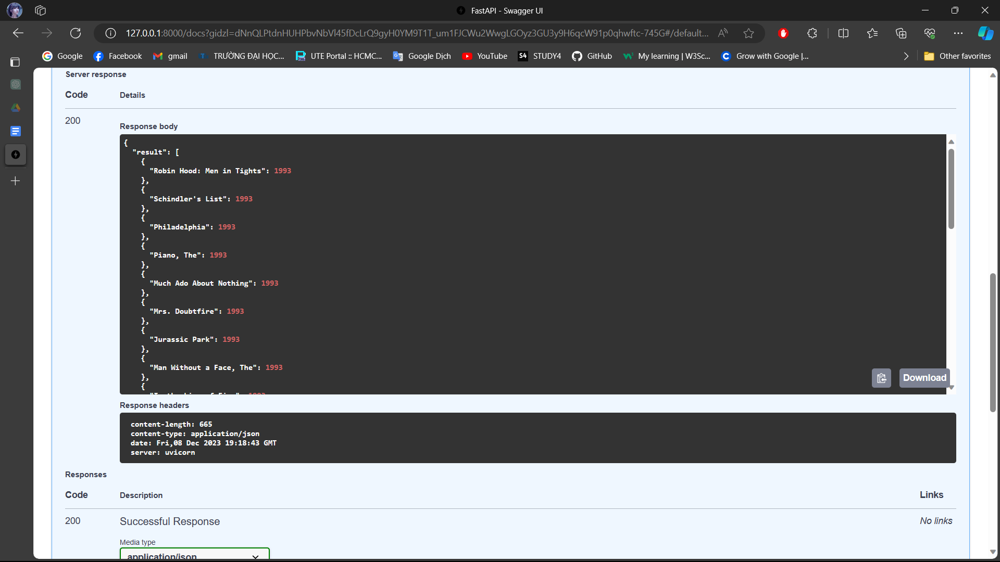 FastAPI - Swagger UI
127.0.0.1:8000/docs?gidzl=dNnQLPtdnHUHPbvNbVl45fDcLrQ9gyH0YM9T1T_um1FJCWu2WwgLGOyz3GU3y9H6qcW91p0qhwftc-745G#/default...
Google Facebook gmail TRƯỜNG ĐẠI HỌC... UTE Portal :: HCMC... Google Dịch YouTube S4 STUDY4 GitHub My learning | W3Sc... Grow with Google |... Other favorites
Server response
Code Details
200
Response body
{
"result": [
{
"Robin Hood: Men in Tights": 1993
},
{
"Schindler's List": 1993
},
{
"Philadelphia": 1993
},
{
"Piano, The": 1993
},
{
"Much Ado About Nothing": 1993
},
{
"Mrs. Doubtfire": 1993
},
{
"Jurassic Park": 1993
},
{
"Man Without a Face, The": 1993
},
{
Download
Response headers
content-length: 665
content-type: application/json
date: Fri,08 Dec 2023 19:18:43 GMT
server: uvicorn
Responses
Code Description Links
200 Successful Response No links
Media type
application/json